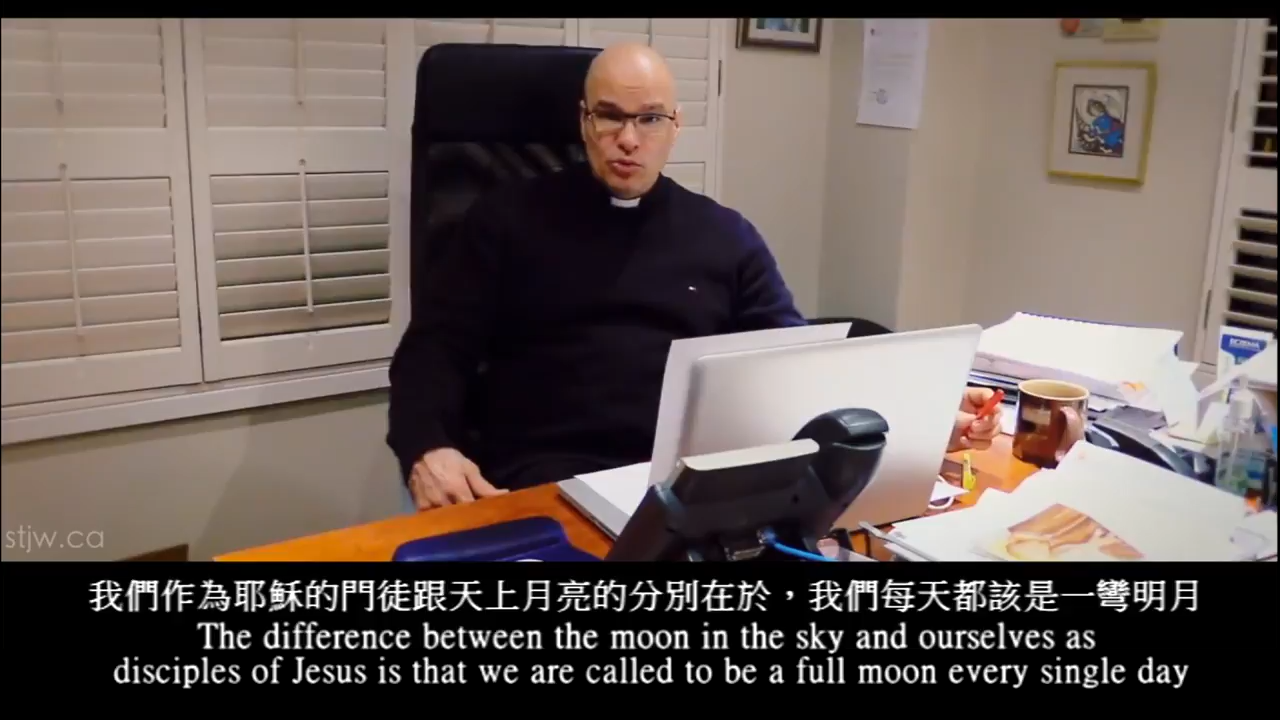 stjw.ca
我們作為耶穌的門徒跟天上月亮的分別在於，我們每天都該是一彎明月
The difference between the moon in the sky and ourselves as
disciples of Jesus is that we are called to be a full moon every single day